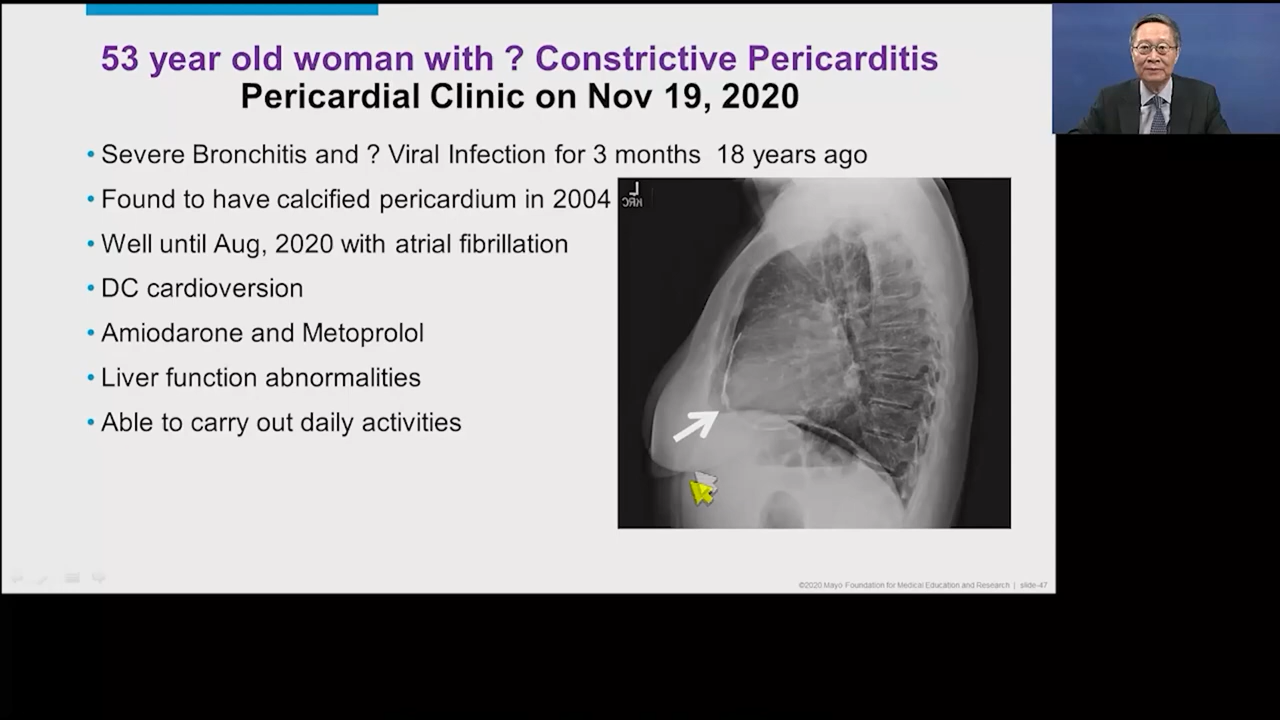 53 year old woman with ? Constrictive Pericarditis
Pericardial Clinic on Nov 19, 2020
• Severe Bronchitis and ? Viral Infection for 3 months 18 years ago
• Found to have calcified pericardium in 2004
• Well until Aug, 2020 with atrial fibrillation
• DC cardioversion
• Amiodarone and Metoprolol
• Liver function abnormalities
• Able to carry out daily activities
L
KRC
©2020 Mayo Foundation for Medical Education and Research | slide-47